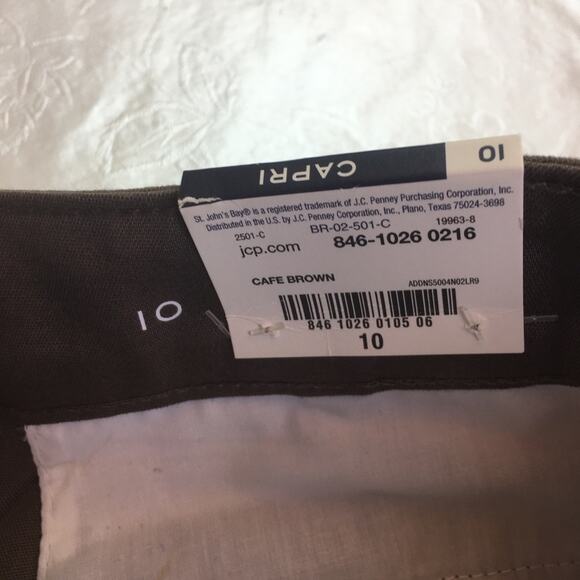 CAPRI 10
St. John's Bay® is a registered trademark of J.C. Penney Purchasing Corporation, Inc.
Distributed in the U.S. by J.C. Penney Corporation, Inc., Plano, Texas 75024-3698
2501-C BR-02-501-C 19963-8
jcp.com 846-1026 0216
CAFE BROWN ADDNS5004N02LR9
846 1026 0105 06
10
10